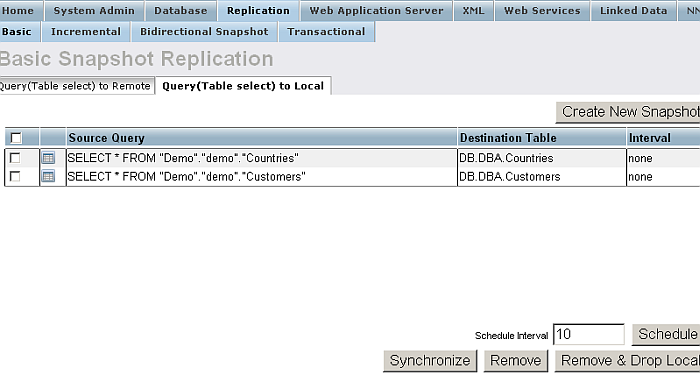 Home System Admin Database Replication Web Application Server XML Web Services Linked Data NN
Basic Incremental Bidirectional Snapshot Transactional
Basic Snapshot Replication
Query(Table select) to Remote Query(Table select) to Local
Create New Snapshot
Source Query Destination Table Interval
SELECT * FROM "Demo"."demo"."Countries" DB.DBA.Countries none
SELECT * FROM "Demo"."demo"."Customers" DB.DBA.Customers none
Schedule Interval 10 Schedule
Synchronize Remove Remove & Drop Local